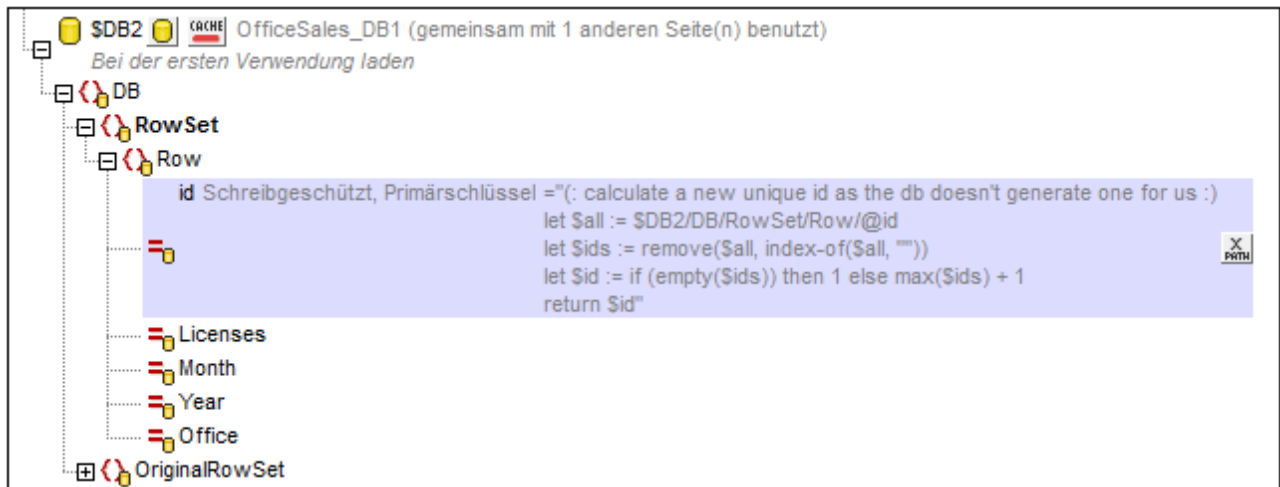 $DB2 CACHE OfficeSales_DB1 (gemeinsam mit 1 anderen Seite(n) benutzt)
Bei der ersten Verwendung laden
DB
RowSet
Row
id Schreibgeschützt, Primärschlüssel ="(: calculate a new unique id as the db doesn't generate one for us :)
let $all := $DB2/DB/RowSet/Row/@id
let $ids := remove($all, index-of($all, ""))
let $id := if (empty($ids)) then 1 else max($ids) + 1
return $id"
X PATH
Licenses
Month
Year
Office
OriginalRowSet